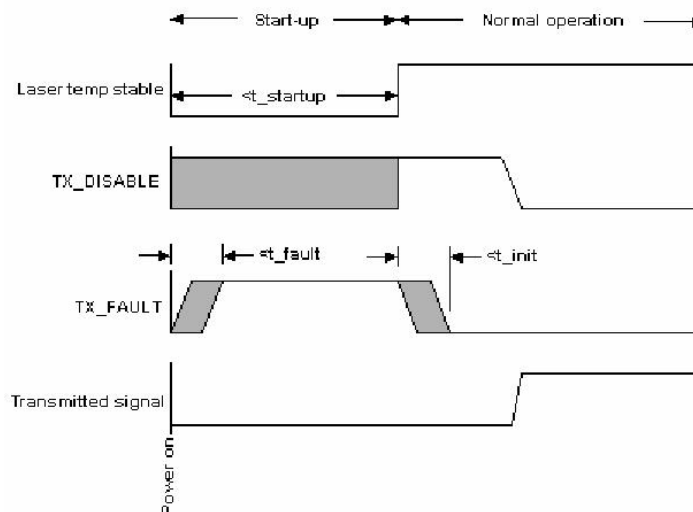 Start-up
Normal operation
Laser temp stable
<t_startup
TX_DISABLE
<t_fault
<t_init
TX_FAULT
Transmitted signal
Power on